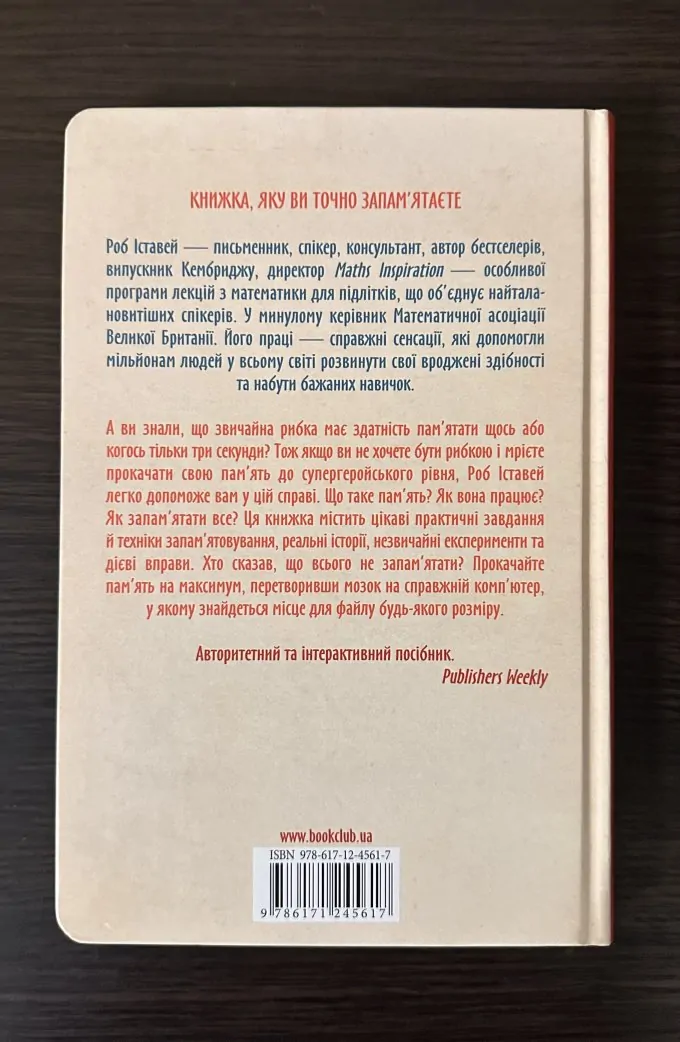 КНИЖКА, ЯКУ ВИ ТОЧНО ЗАПАМ'ЯТАЄТЕ
Роб Іставей — письменник, спікер, консультант, автор бестселерів,
випускник Кембриджу, директор Maths Inspiration — особливої
програми лекцій з математики для підлітків, що об'єднує найтала-
новитіших спікерів. У минулому керівник Математичної асоціації
Великої Британії. Його праці — справжні сенсації, які допомогли
мільйонам людей у всьому світі розвинути свої вроджені здібності
та набути бажаних навичок.
А ви знали, що звичайна рибка має здатність пам'ятати щось або
когось тільки три секунди? Тож якщо ви не хочете бути рибкою і мрієте
прокачати свою пам'ять до супергеройського рівня, Роб Іставей
легко допоможе вам у цій справі. Що таке пам'ять? Як вона працює?
Як запам'ятати все? Ця книжка містить цікаві практичні завдання
й техніки запам'ятовування, реальні історії, незвичайні експерименти та
дієві вправи. Хто сказав, що всього не запам'ятати? Прокачайте
пам'ять на максимум, перетворивши мозок на справжній комп'ютер,
у якому знайдеться місце для файлу будь-якого розміру.
Авторитетний та інтерактивний посібник.
Publishers Weekly
www.bookclub.ua
ISBN 978-617-12-4561-7
9 786171 245617